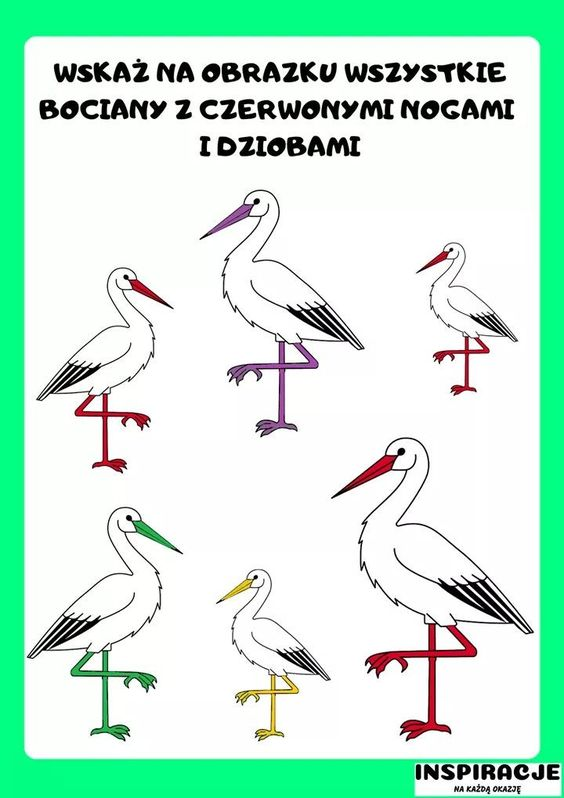 WSKAŻ NA OBRAZKU WSZYSTKIE
BOCIANY Z CZERWONYMI NOGAMI
I DZIOBAMI
INSPIRACJE
NA KAŻDĄ OKAZJĘ